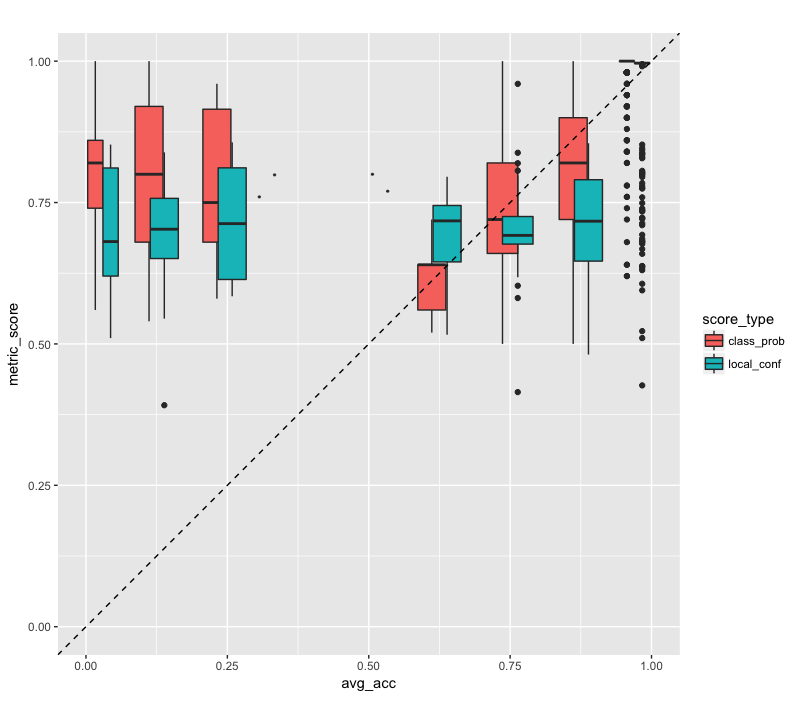 1.00
0.75
0.50
0.25
0.00
metric_score
0.00 0.25 0.50 0.75 1.00
avg_acc
score_type
class_prob
local_conf